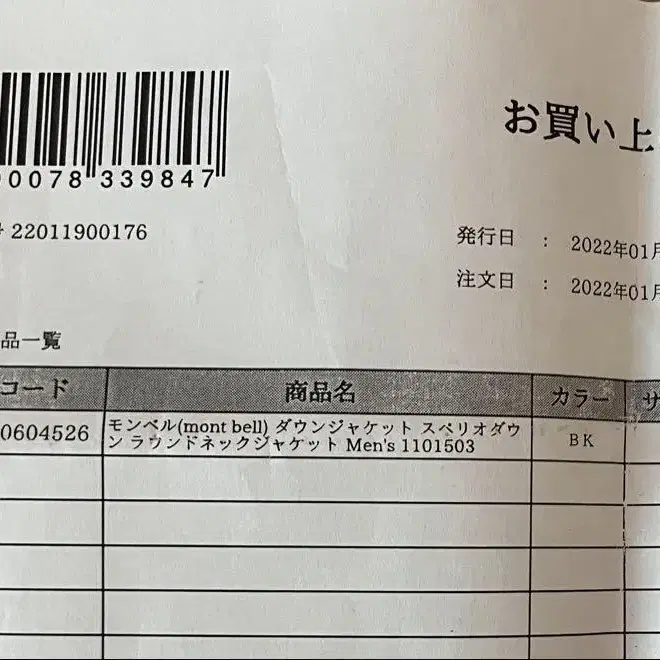 お買い上
0078 339847
22011900176
発行日 : 2022年01月
注文日 : 2022年01月
品一覧
コード 商品名 カラー サ
0604526 モンベル(mont bell) ダウンジャケット スペリオダウ
ン ラウンドネックジャケット Men's 1101503 BK